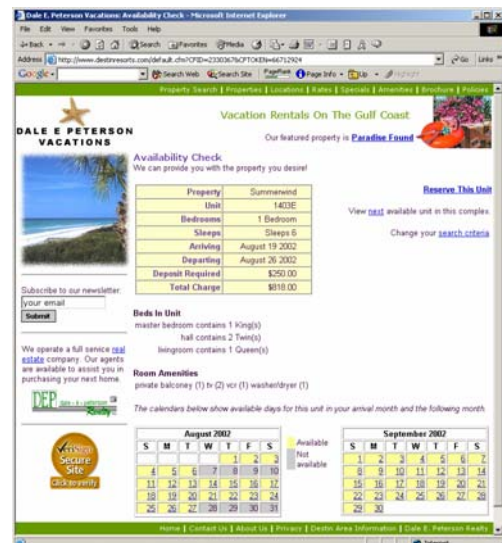 Dale E. Peterson Vacations: Availability Check - Microsoft Internet Explorer
File Edit View Favorites Tools Help
Back Search Favorites Media
Address http://www.destinresorts.com/default.cfm?CFID=2330367&CFTOKEN=66712924 Go Links
Google Search Web Search Site PageRank Page Info Up Highlight
Property Search | Properties | Locations | Rates | Specials | Amenities | Brochure | Policies
DALE E PETERSON
VACATIONS
Vacation Rentals On The Gulf Coast
Our featured property is Paradise Found
Availability Check
We can provide you with the property you desire!
Property Summerwind
Unit 1403E
Bedrooms 1 Bedroom
Sleeps Sleeps 6
Arriving August 19 2002
Departing August 26 2002
Deposit Required $250.00
Total Charge $818.00
Reserve This Unit
View next available unit in this complex.
Change your search criteria
Subscribe to our newsletter.
your email
Submit
We operate a full service real
estate company. Our agents
are available to assist you in
purchasing your next home.
DEP
dale - e - peterson
Realty
VeriSign
Secure
Site
Click to verify
Beds In Unit
master bedroom contains 1 King(s)
hall contains 2 Twin(s)
livingroom contains 1 Queen(s)
Room Amenities
private balconey (1) tv (2) vcr (1) washer/dryer (1)
The calendars below show available days for this unit in your arrival month and the following month.
August 2002
S M T W T F S
1 2 3
4 5 6 7 8 9 10
11 12 13 14 15 16 17
18 19 20 21 22 23 24
25 26 27 28 29 30 31
Available
Not
available
September 2002
S M T W T F S
1 2 3 4 5 6 7
8 9 10 11 12 13 14
15 16 17 18 19 20 21
22 23 24 25 26 27 28
29 30
Home | Contact Us | About Us | Privacy | Destin Area Information | Dale E. Peterson Realty
Internet